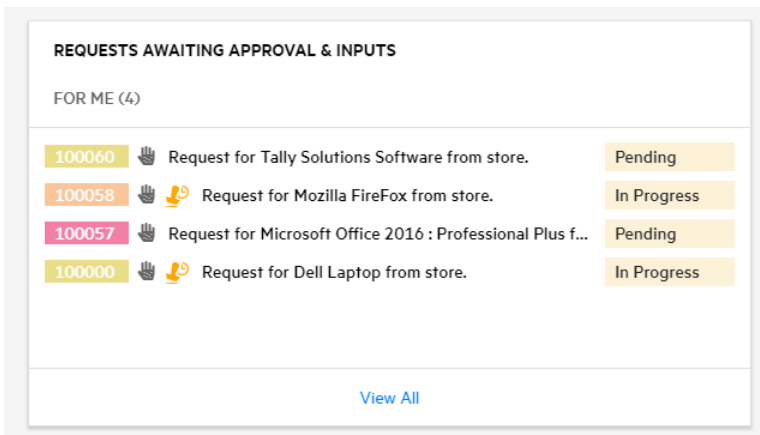 REQUESTS AWAITING APPROVAL & INPUTS
FOR ME (4)
100060 Request for Tally Solutions Software from store. Pending
100058 Request for Mozilla FireFox from store. In Progress
100057 Request for Microsoft Office 2016 : Professional Plus f... Pending
100000 Request for Dell Laptop from store. In Progress
View All